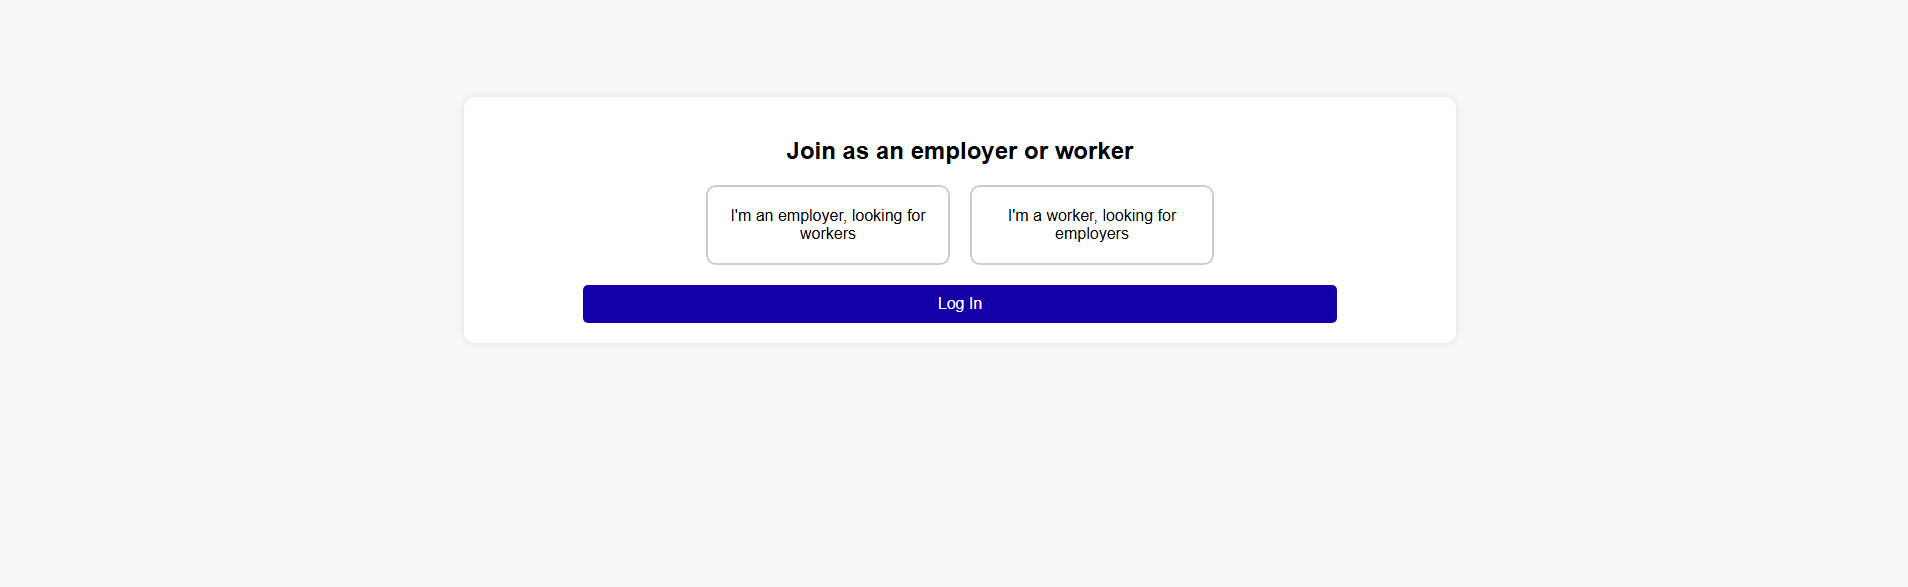 Join as an employer or worker
I'm an employer, looking for
workers
I'm a worker, looking for
employers
Log In